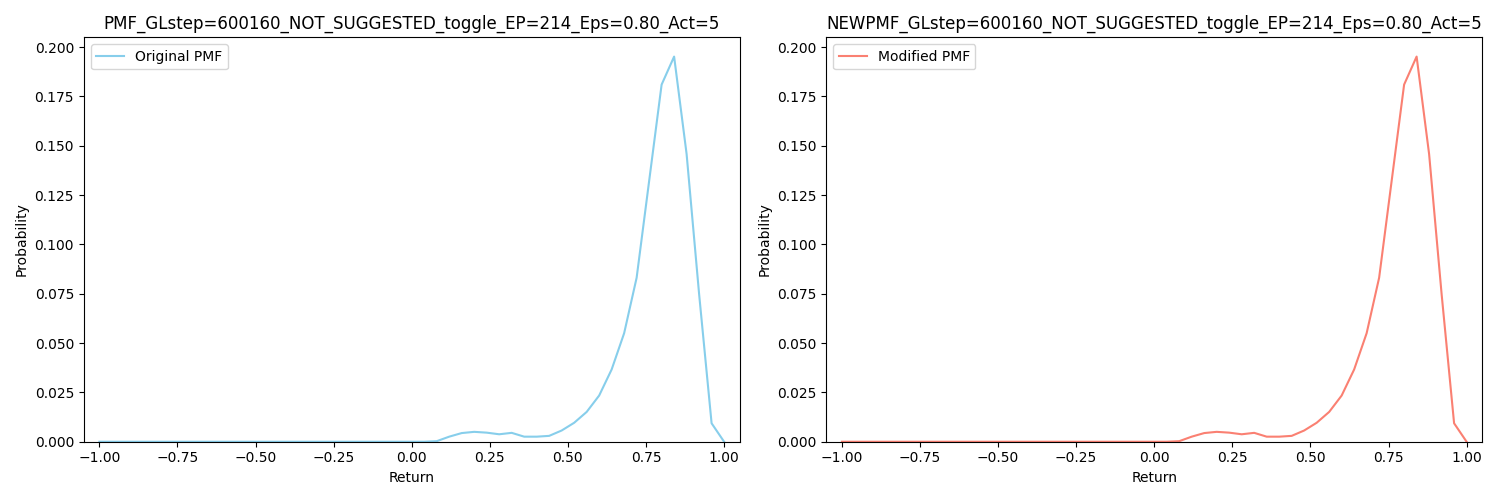 PMF_GLstep=600160_NOT_SUGGESTED_toggle_EP=214_Eps=0.80_Act=5
Original PMF
0.200
0.175
0.150
0.125
0.100
0.075
0.050
0.025
0.000
Probability
−1.00 −0.75 −0.50 −0.25 0.00 0.25 0.50 0.75 1.00
Return
NEWPMF_GLstep=600160_NOT_SUGGESTED_toggle_EP=214_Eps=0.80_Act=5
Modified PMF
0.200
0.175
0.150
0.125
0.100
0.075
0.050
0.025
0.000
Probability
−1.00 −0.75 −0.50 −0.25 0.00 0.25 0.50 0.75 1.00
Return